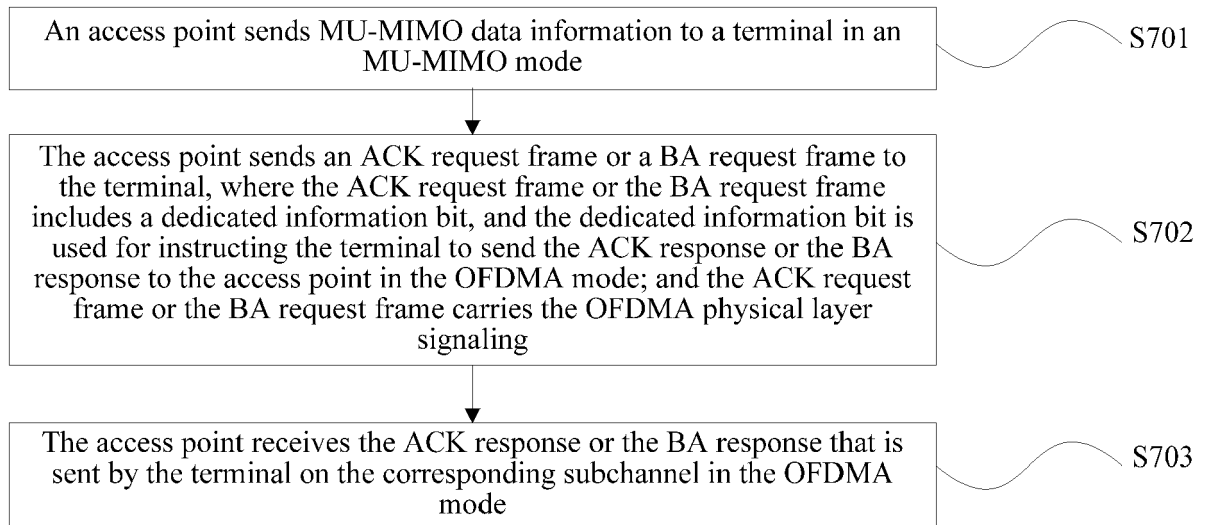 An access point sends MU-MIMO data information to a terminal in an
MU-MIMO mode
S701
The access point sends an ACK request frame or a BA request frame to
the terminal, where the ACK request frame or the BA request frame
includes a dedicated information bit, and the dedicated information bit is
used for instructing the terminal to send the ACK response or the BA
response to the access point in the OFDMA mode; and the ACK request
frame or the BA request frame carries the OFDMA physical layer
signaling
S702
The access point receives the ACK response or the BA response that is
sent by the terminal on the corresponding subchannel in the OFDMA
mode
S703